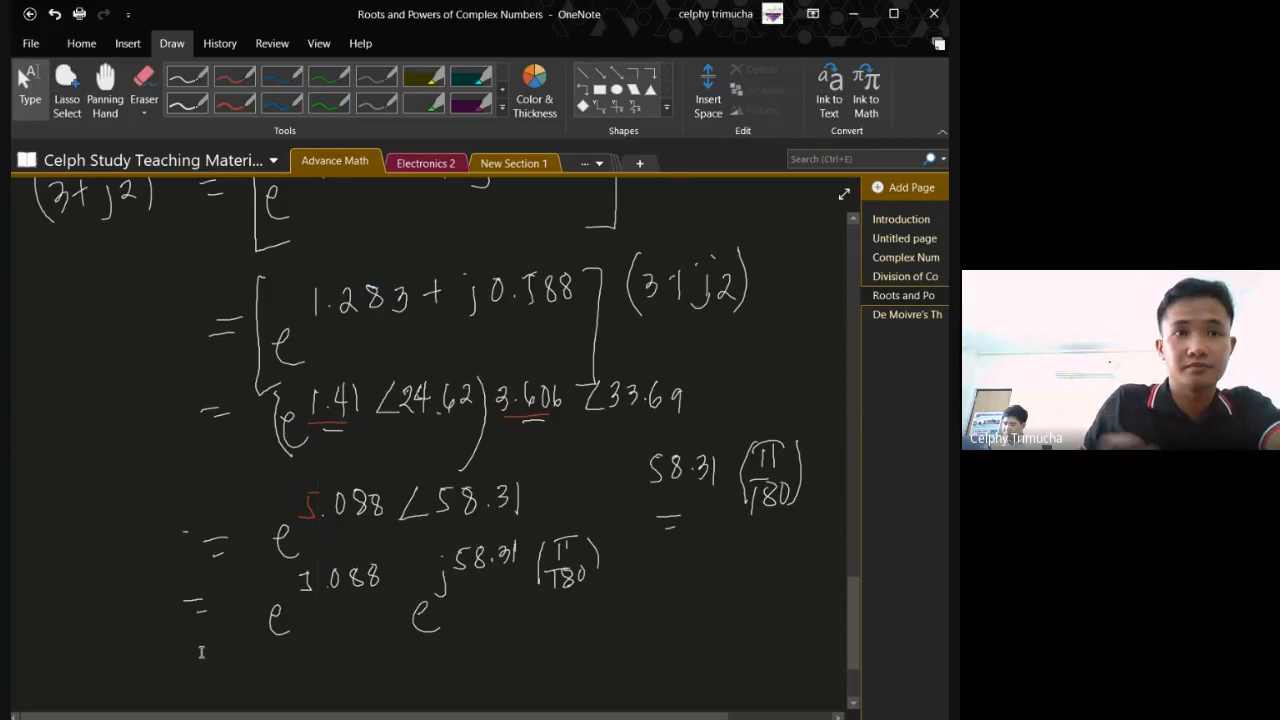 Roots and Powers of Complex Numbers - OneNote
celphy trimucha
File Home Insert Draw History Review View Help
Type
Lasso Select
Panning Hand
Eraser
Color & Thickness
Insert Space
Delete
Rotate
Ink to Text
Ink to Math
Tools
Shapes
Edit
Convert
Celph Study Teaching Materi...
Advance Math
Electronics 2
New Section 1
Search (Ctrl+E)
Add Page
Introduction
Untitled page
Complex Num
Division of Co
Roots and Po
De Moivre's Th
(3+j2) = [e ]
= [e^1.283 + j0.588] (3+j2)
= (e^1.41 ∠24.62) 3.606 ∠33.69
= e^5.088 ∠58.31
58.31 (π/180)
=
= e^5.088 e^j58.31 (π/180)
Celphy Trimucha